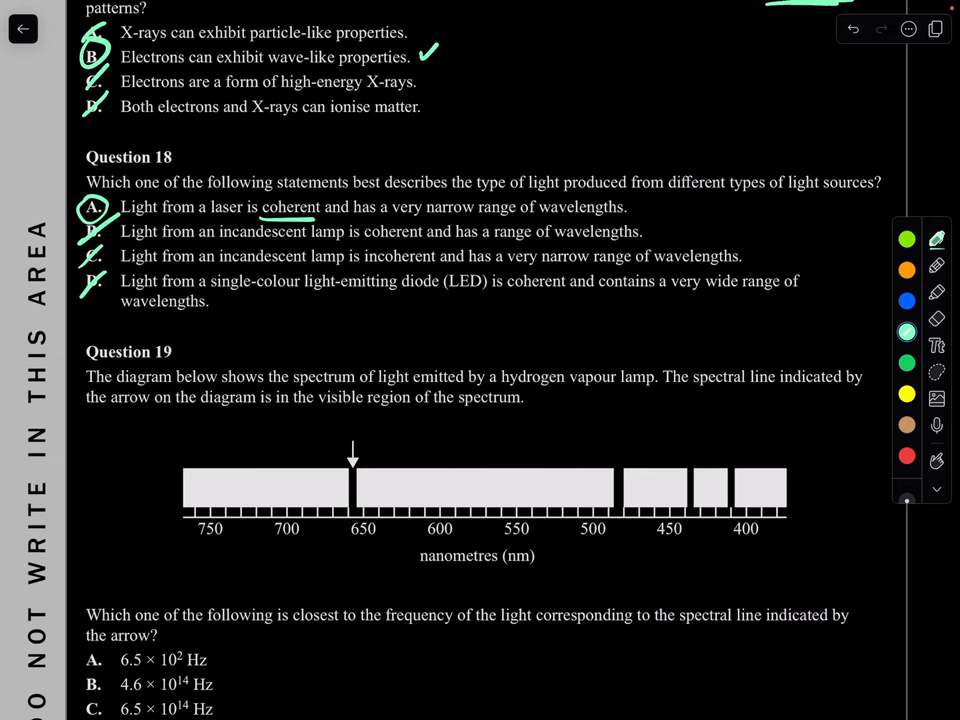 patterns?
A. X-rays can exhibit particle-like properties.
B. Electrons can exhibit wave-like properties.
C. Electrons are a form of high-energy X-rays.
D. Both electrons and X-rays can ionise matter.
Question 18
Which one of the following statements best describes the type of light produced from different types of light sources?
A. Light from a laser is coherent and has a very narrow range of wavelengths.
B. Light from an incandescent lamp is coherent and has a range of wavelengths.
C. Light from an incandescent lamp is incoherent and has a very narrow range of wavelengths.
D. Light from a single-colour light-emitting diode (LED) is coherent and contains a very wide range of
wavelengths.
Question 19
The diagram below shows the spectrum of light emitted by a hydrogen vapour lamp. The spectral line indicated by
the arrow on the diagram is in the visible region of the spectrum.
750 700 650 600 550 500 450 400
nanometres (nm)
Which one of the following is closest to the frequency of the light corresponding to the spectral line indicated by
the arrow?
A. 6.5 × 10² Hz
B. 4.6 × 10¹⁴ Hz
C. 6.5 × 10¹⁴ Hz
DO NOT WRITE IN THIS AREA
Tt